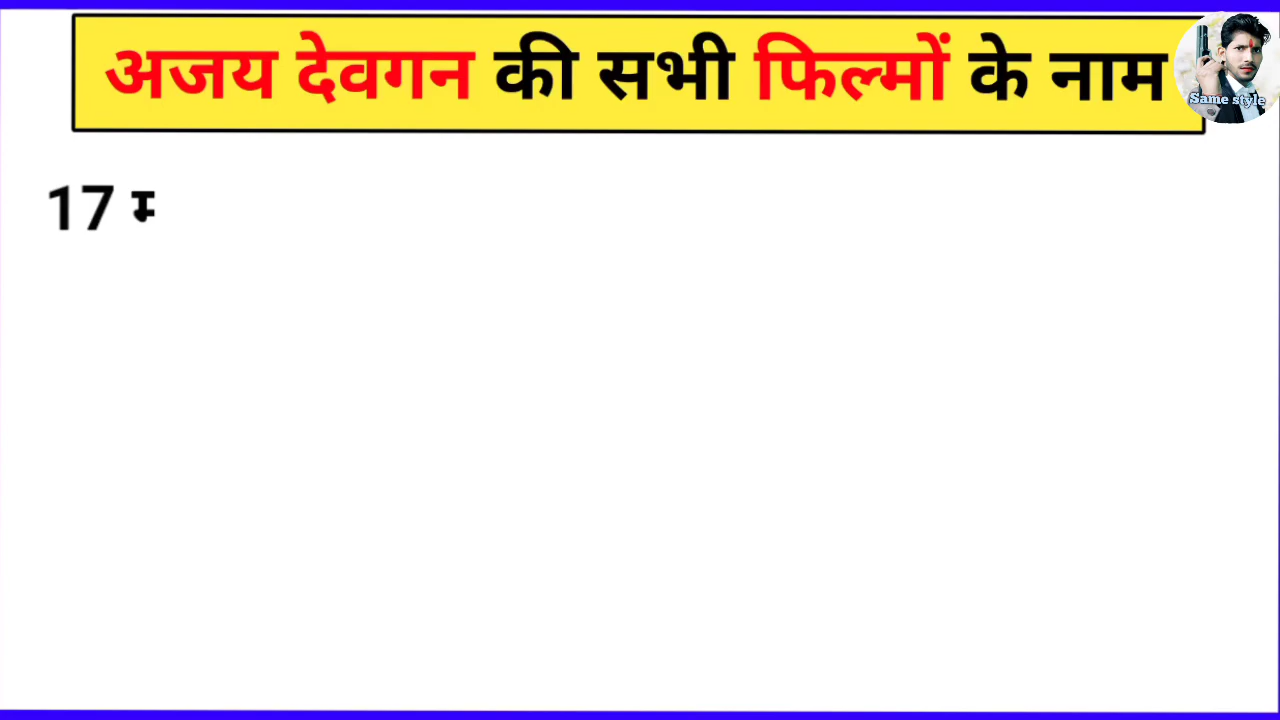 अजय देवगन की सभी फिल्मों के नाम
Same style
17